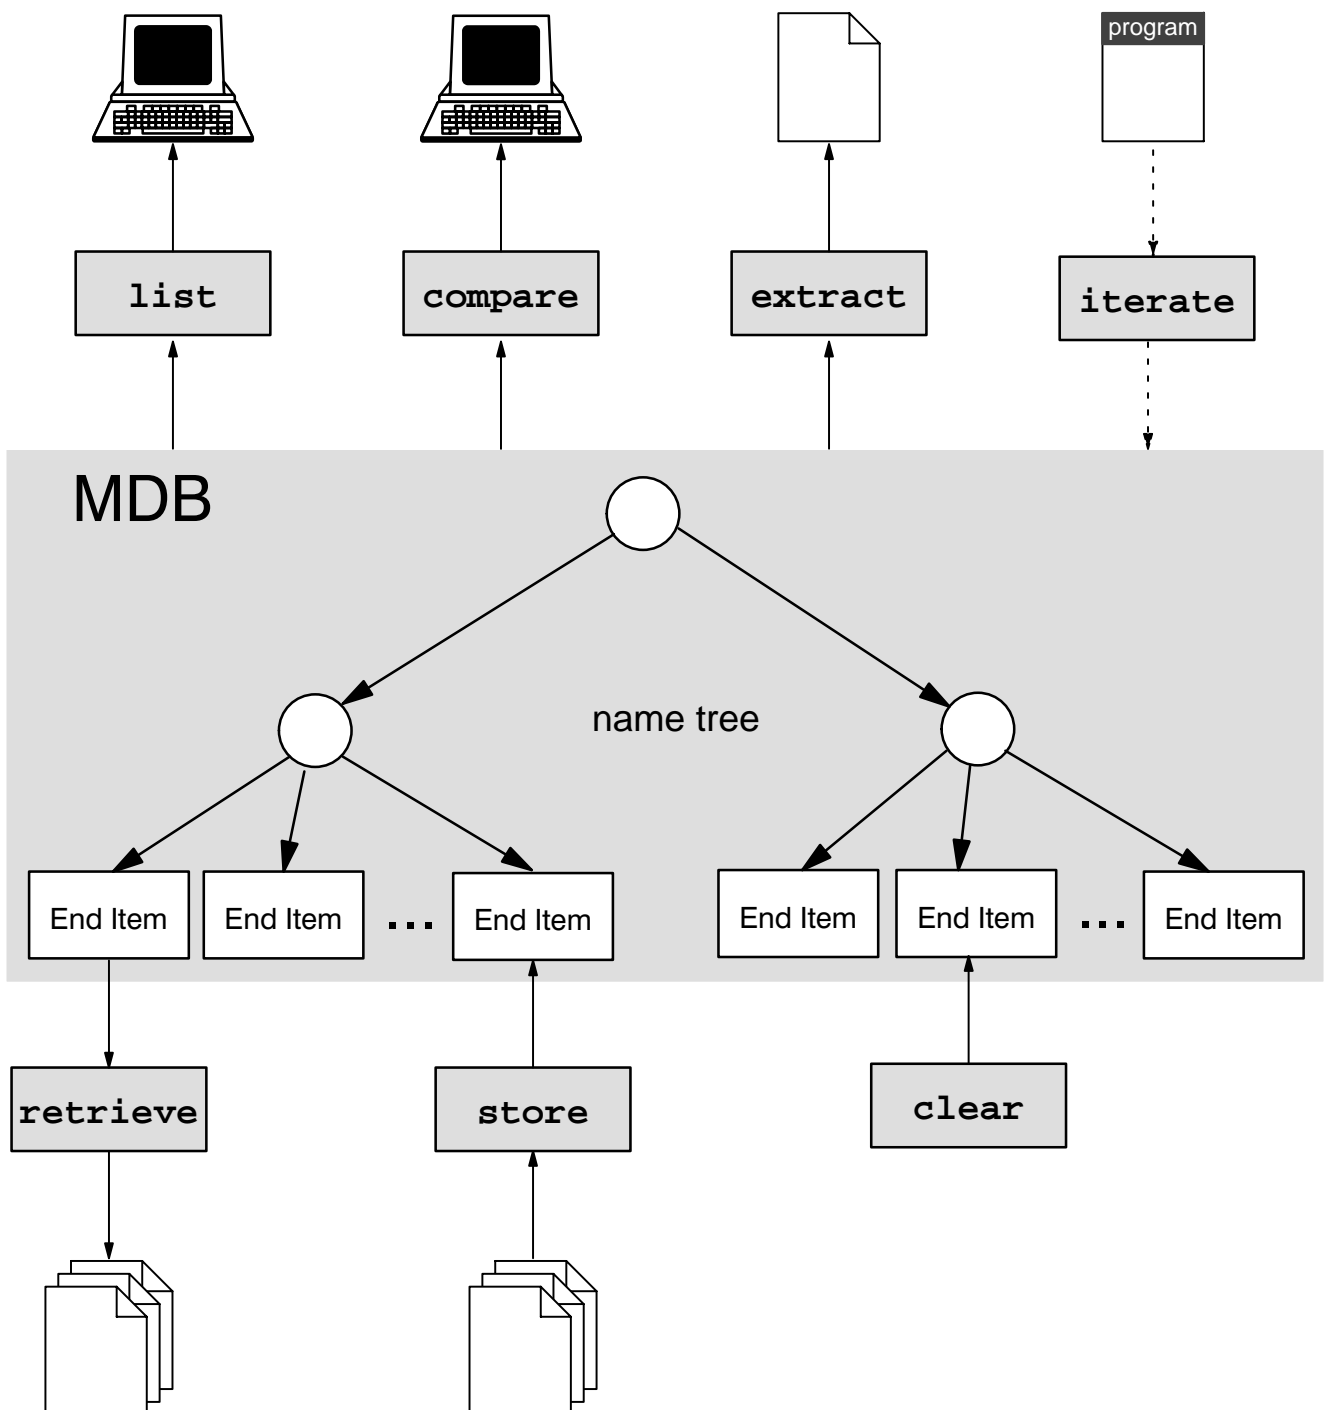 program
list
compare
extract
iterate
MDB
name tree
End Item
End Item
...
End Item
End Item
End Item
...
End Item
retrieve
store
clear